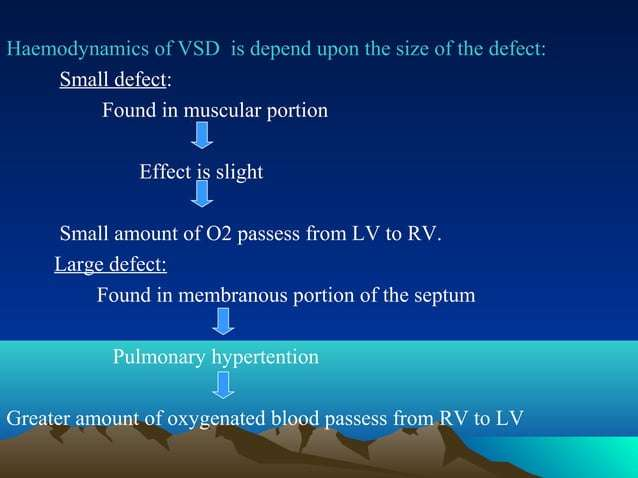 Haemodynamics of VSD is depend upon the size of the defect:
Small defect:
Found in muscular portion
Effect is slight
Small amount of O2 passess from LV to RV.
Large defect:
Found in membranous portion of the septum
Pulmonary hypertention
Greater amount of oxygenated blood passess from RV to LV